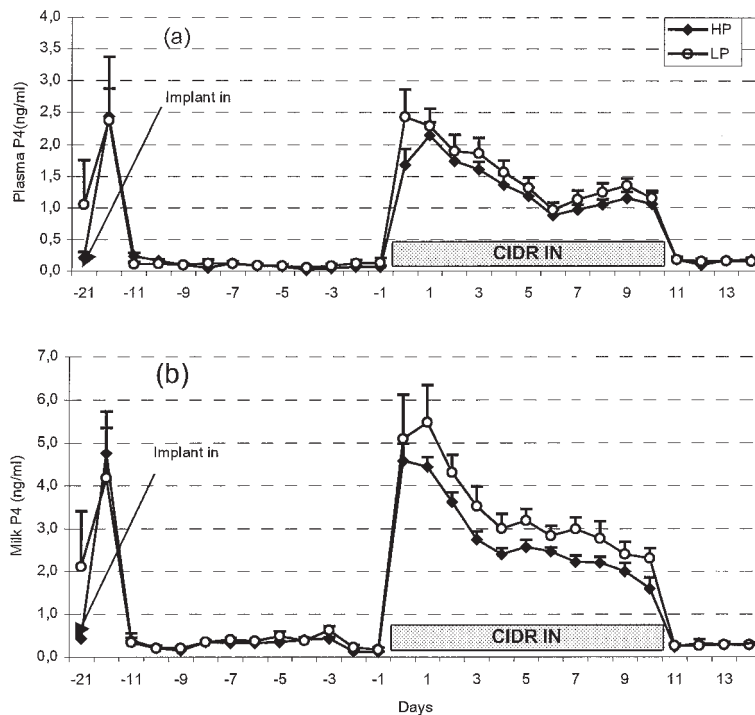 (a)
HP
LP
Plasma P4(ng/ml)
4,0
3,5
3,0
2,5
2,0
1,5
1,0
0,5
0,0
Implant in
CIDR IN
-21 -11 -9 -7 -5 -3 -1 1 3 5 7 9 11 13
(b)
Milk P4 (ng/ml)
7,0
6,0
5,0
4,0
3,0
2,0
1,0
0,0
Implant in
CIDR IN
-21 -11 -9 -7 -5 -3 -1 1 3 5 7 9 11 13
Days